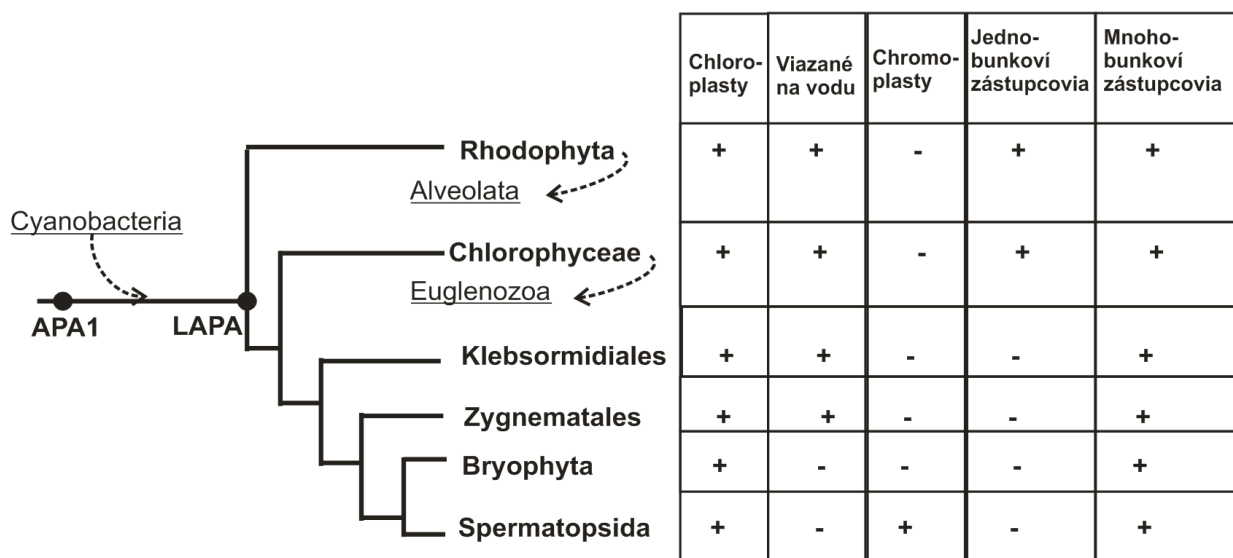 Chloro-
plasty
Viazané
na vodu
Chromo-
plasty
Jedno-
bunkoví
zástupcovia
Mnoho-
bunkoví
zástupcovia
Rhodophyta + + - + +
Alveolata
Cyanobacteria
Chlorophyceae + + - + +
Euglenozoa
APA1 LAPA
Klebsormidiales + + - - +
Zygnematales + + - - +
Bryophyta + - - - +
Spermatopsida + - + - +